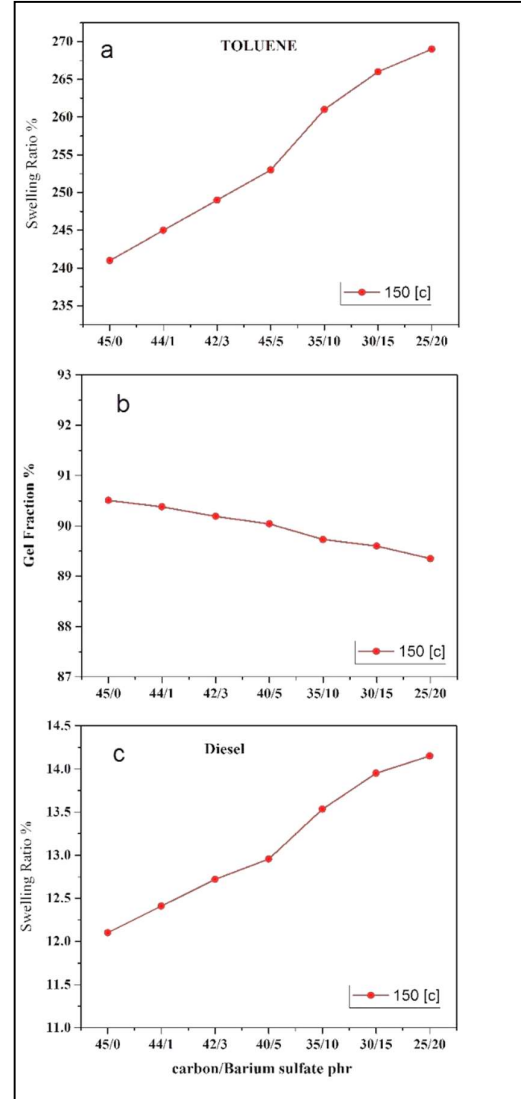 a
TOLUENE
Swelling Ratio %
270
265
260
255
250
245
240
235
150 [c]
45/0 44/1 42/3 45/5 35/10 30/15 25/20
b
Gel Fraction %
93
92
91
90
89
88
87
150 [c]
45/0 44/1 42/3 40/5 35/10 30/15 25/20
c
Diesel
Swelling Ratio %
14.5
14.0
13.5
13.0
12.5
12.0
11.5
11.0
150 [c]
45/0 44/1 42/3 40/5 35/10 30/15 25/20
carbon/Barium sulfate phr